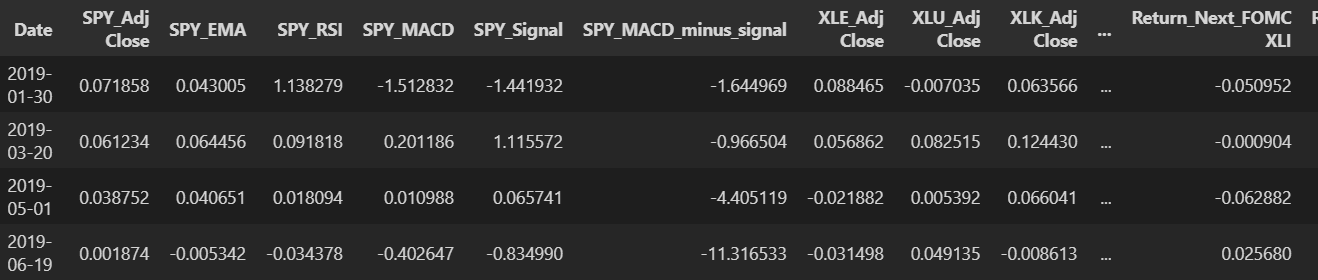 Date SPY_Adj Close SPY_EMA SPY_RSI SPY_MACD SPY_Signal SPY_MACD_minus_signal XLE_Adj Close XLU_Adj Close XLK_Adj Close ... Return_Next_FOMC XLI
2019-01-30 0.071858 0.043005 1.138279 -1.512832 -1.441932 -1.644969 0.088465 -0.007035 0.063566 ... -0.050952
2019-03-20 0.061234 0.064456 0.091818 0.201186 1.115572 -0.966504 0.056862 0.082515 0.124430 ... -0.000904
2019-05-01 0.038752 0.040651 0.018094 0.010988 0.065741 -4.405119 -0.021882 0.005392 0.066041 ... -0.062882
2019-06-19 0.001874 -0.005342 -0.034378 -0.402647 -0.834990 -11.316533 -0.031498 0.049135 -0.008613 ... 0.025680